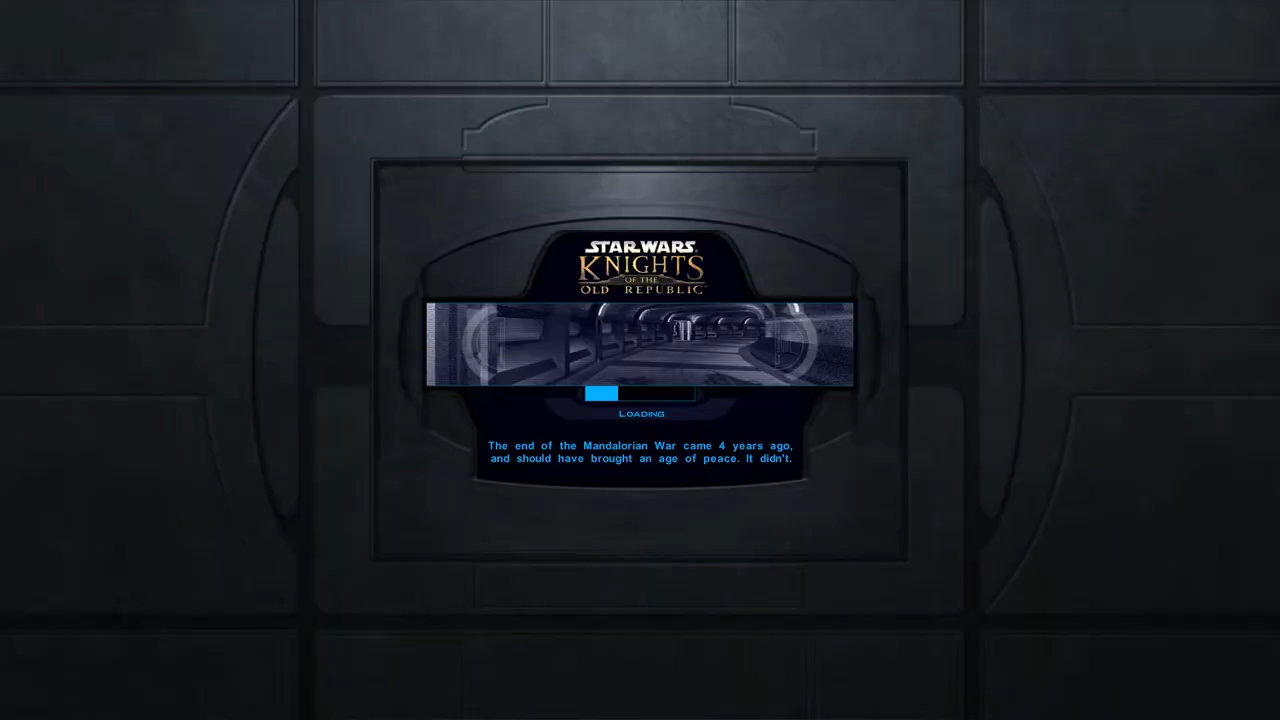 STAR WARS
KNIGHTS
OF THE
OLD REPUBLIC
LOADING
The end of the Mandalorian War came 4 years ago,
and should have brought an age of peace. It didn't.